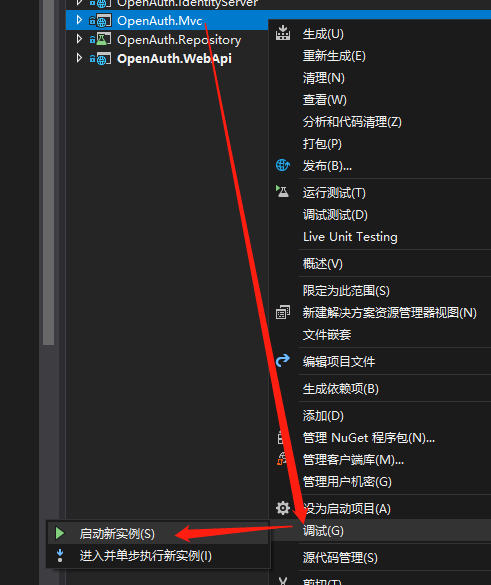 OpenAuth.IdentityServer
OpenAuth.Mvc
OpenAuth.Repository
OpenAuth.WebApi
生成(U)
重新生成(E)
清理(N)
查看(W)
分析和代码清理(Z)
打包(P)
发布(B)...
运行测试(T)
调试测试(D)
Live Unit Testing
概述(V)
限定为此范围(S)
新建解决方案资源管理器视图(N)
文件嵌套
编辑项目文件
生成依赖项(B)
添加(D)
管理 NuGet 程序包(N)...
管理客户端库(M)...
管理用户机密(G)
设为启动项目(A)
调试(G)
启动新实例(S)
进入并单步执行新实例(I)
源代码管理(S)
剪切(T)